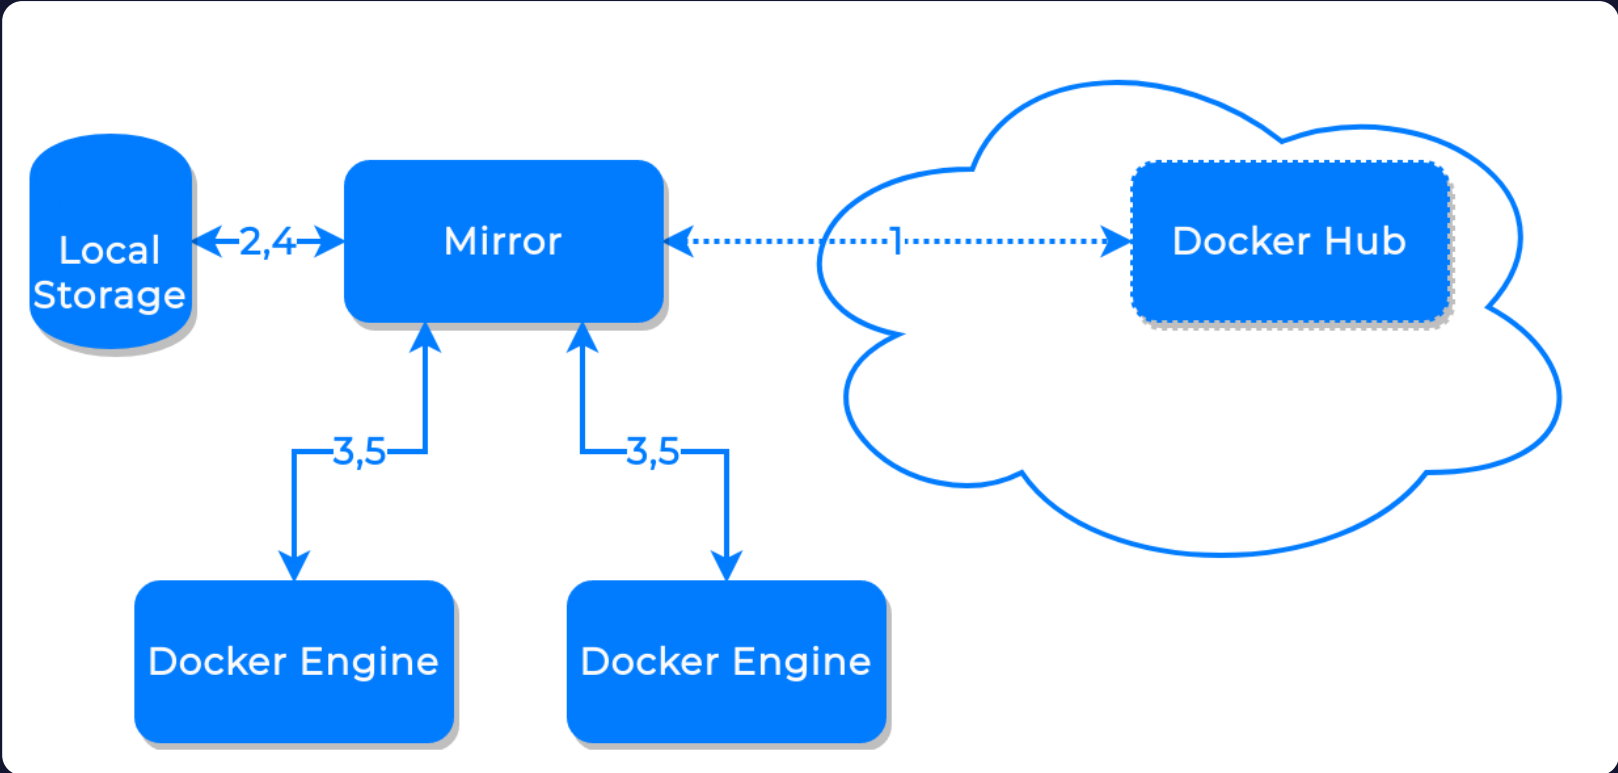 Local
Storage
2,4
Mirror
1
Docker Hub
3,5
3,5
Docker Engine
Docker Engine